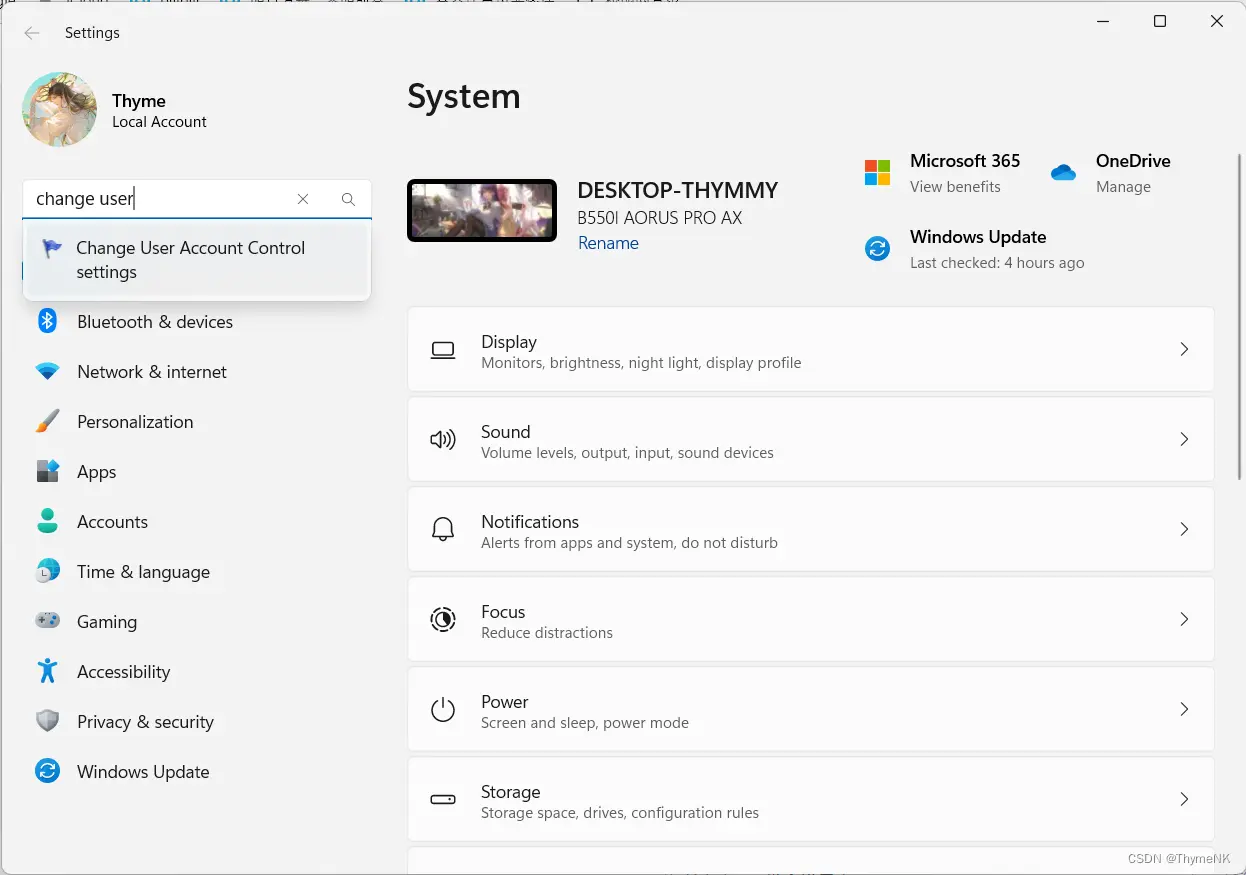 Settings
Thyme
Local Account
change user
Change User Account Control
settings
Bluetooth & devices
Network & internet
Personalization
Apps
Accounts
Time & language
Gaming
Accessibility
Privacy & security
Windows Update
System
DESKTOP-THYMMY
B550I AORUS PRO AX
Rename
Microsoft 365
View benefits
OneDrive
Manage
Windows Update
Last checked: 4 hours ago
Display
Monitors, brightness, night light, display profile
Sound
Volume levels, output, input, sound devices
Notifications
Alerts from apps and system, do not disturb
Focus
Reduce distractions
Power
Screen and sleep, power mode
Storage
Storage space, drives, configuration rules
CSDN @ThymeNK